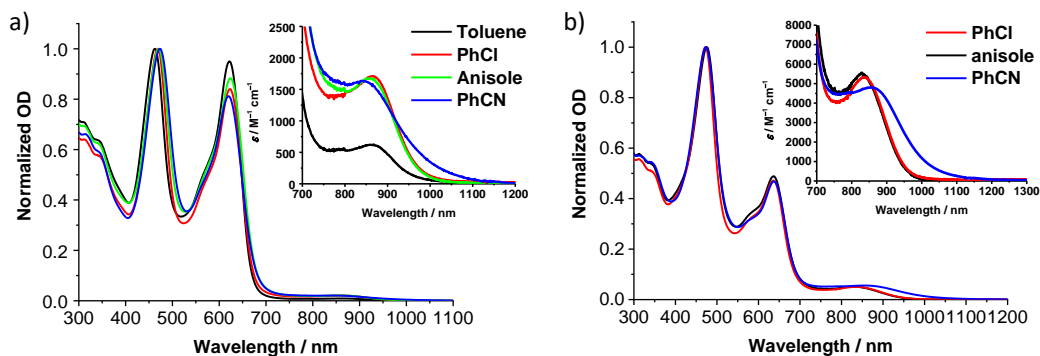 a)
Normalized OD
1.0
0.8
0.6
0.4
0.2
0.0
300 400 500 600 700 800 900 1000 1100
Wavelength / nm
ε / M⁻¹ cm⁻¹
2500
2000
1500
1000
500
0
700 800 900 1000 1100 1200
Wavelength / nm
Toluene
PhCl
Anisole
PhCN
b)
Normalized OD
1.0
0.8
0.6
0.4
0.2
0.0
300 400 500 600 700 800 900 1000 1100 1200
Wavelength / nm
ε / M⁻¹ cm⁻¹
8000
7000
6000
5000
4000
3000
2000
1000
0
700 800 900 1000 1100 1200 1300
Wavelength / nm
PhCl
anisole
PhCN